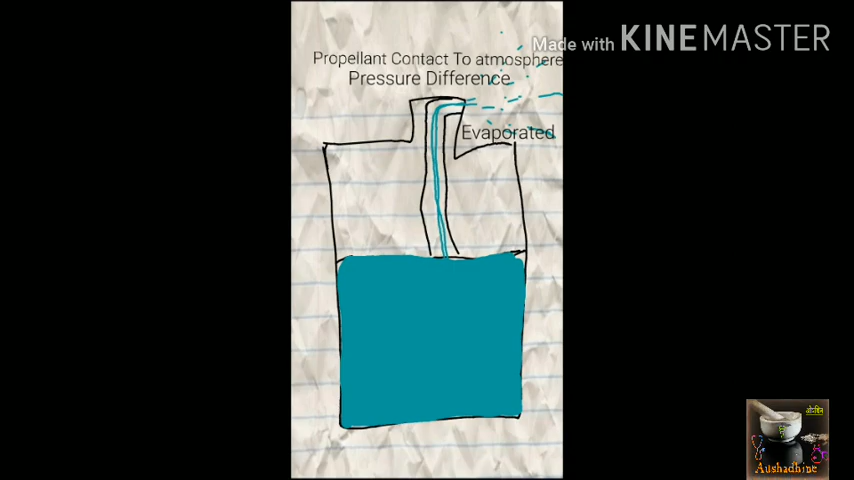 Made with KINEMASTER
Propellant Contact To atmosphere
Pressure Difference
Evaporated
Aushadhine